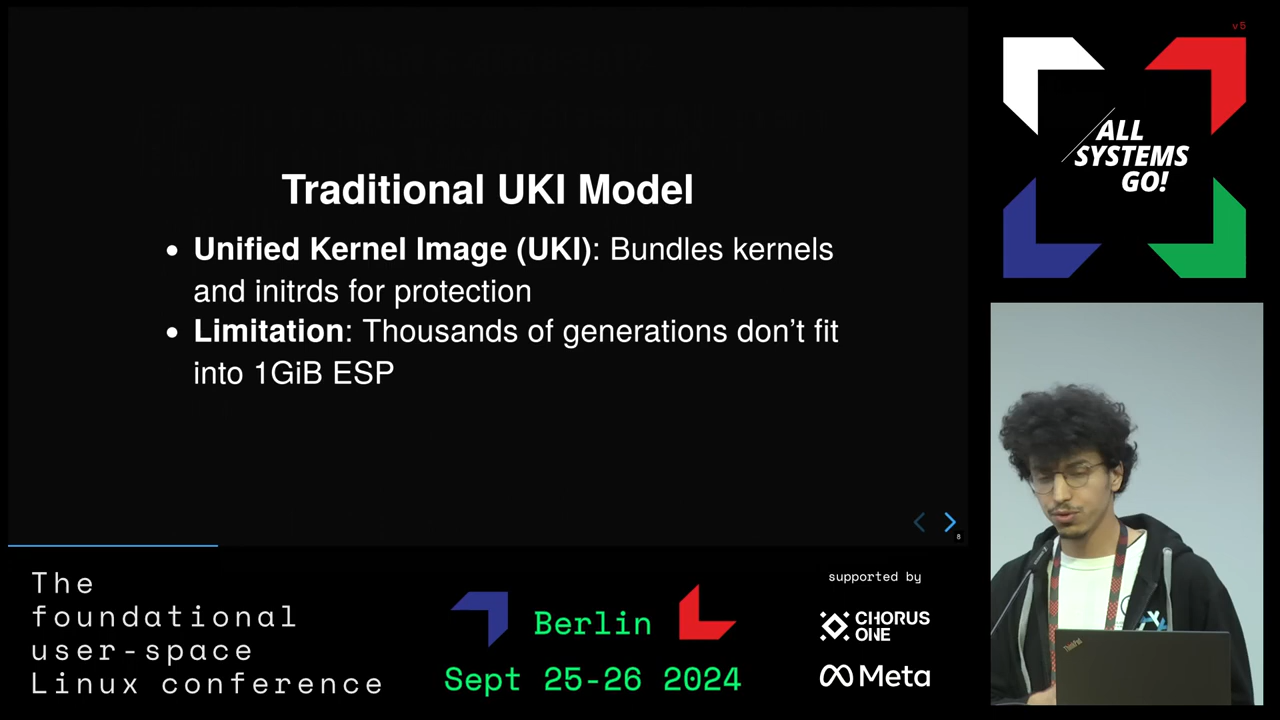 v5
ALL
SYSTEMS
GO!
Traditional UKI Model
• Unified Kernel Image (UKI): Bundles kernels
and initrds for protection
• Limitation: Thousands of generations don’t fit
into 1GiB ESP
8
The
foundational
user-space
Linux conference
Berlin
Sept 25-26 2024
supported by
CHORUS
ONE
Meta
ThinkPad